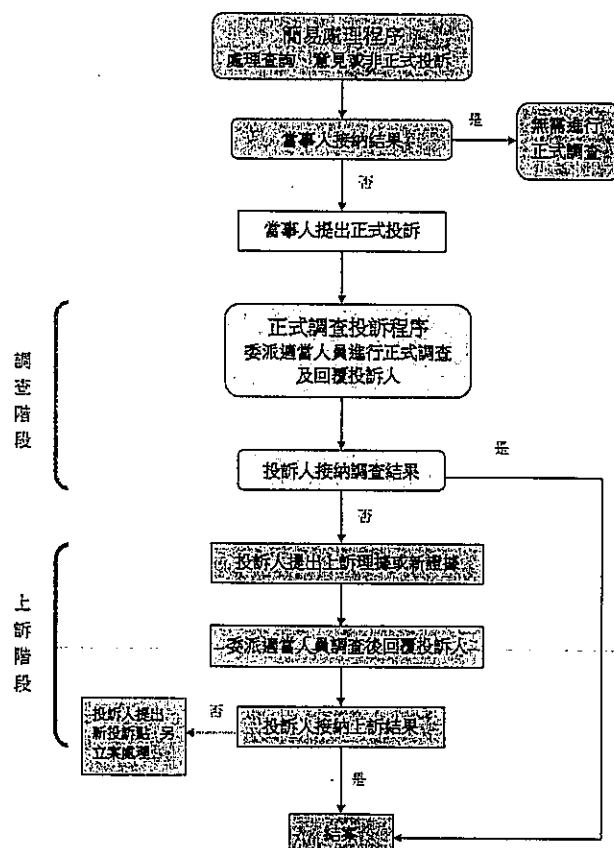 簡易處理程序
處理查詢、意見或非正式投訴
當事人接納結果
是
無需進行
正式調查
否
當事人提出正式投訴
調查階段
正式調查投訴程序
委派適當人員進行正式調查
及回覆投訴人
投訴人接納調查結果
是
否
上訴階段
投訴人提出上訴理據或新證據
委派適當人員調查後回覆投訴人
投訴人接納上訴結果
否
投訴人提出
新投訴點,另
立案處理
是
結案